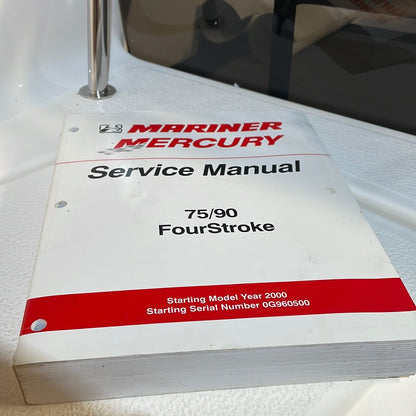 MARINER
MERCURY
Service Manual
75/90
FourStroke
Starting Model Year 2000
Starting Serial Number 0G960500